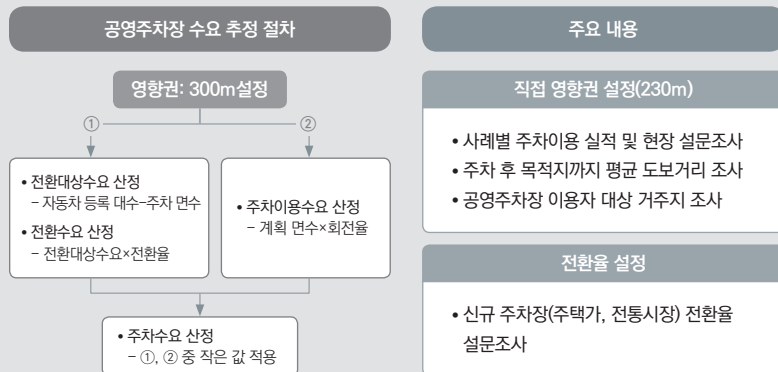 공영주차장 수요 추정 절차
영향권: 300m설정
①
②
• 전환대상수요 산정
– 자동차 등록 대수–주차 면수
• 전환수요 산정
– 전환대상수요×전환율
• 주차이용수요 산정
– 계획 면수×회전율
• 주차수요 산정
– ①, ② 중 작은 값 적용
주요 내용
직접 영향권 설정(230m)
• 사례별 주차이용 실적 및 현장 설문조사
• 주차 후 목적지까지 평균 도보거리 조사
• 공영주차장 이용자 대상 거주지 조사
전환율 설정
• 신규 주차장(주택가, 전통시장) 전환율
설문조사